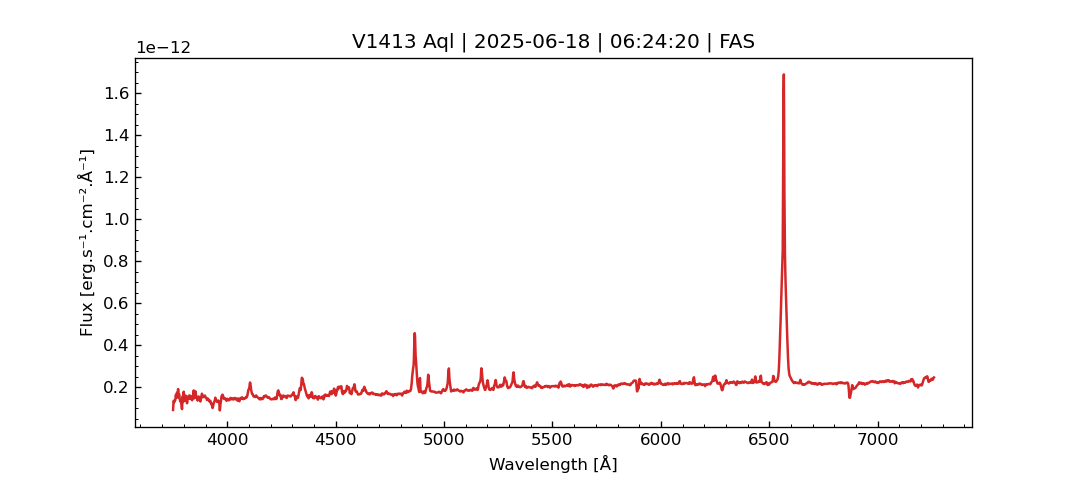 V1413 Aql | 2025-06-18 | 06:24:20 | FAS
1e−12
1.6
1.4
1.2
1.0
0.8
0.6
0.4
0.2
Flux [erg.s⁻¹.cm⁻².Å⁻¹]
4000 4500 5000 5500 6000 6500 7000
Wavelength [Å]